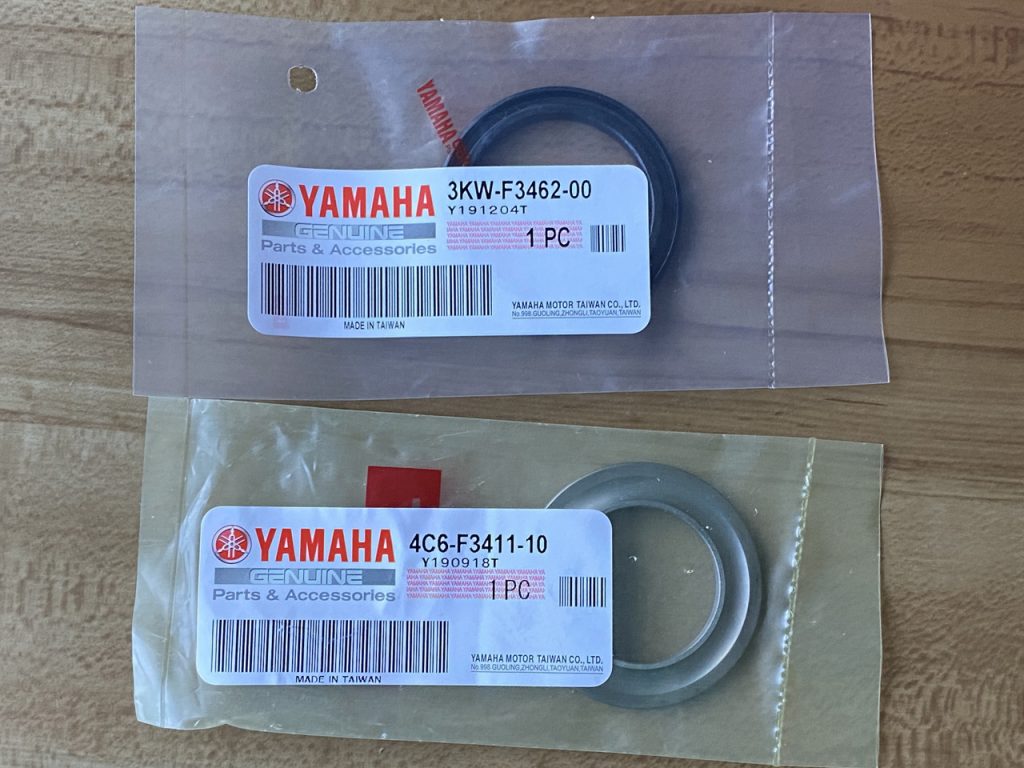 YAMAHA
YAMAHA
3KW-F3462-00
Y191204T
GENUINE
Parts & Accessories
1 PC
MADE IN TAIWAN
YAMAHA MOTOR TAIWAN CO., LTD.
No.998.GUOLING,ZHONGLI,TAOYUAN,TAIWAN
YAMAHA
4C6-F3411-10
Y190918T
GENUINE
Parts & Accessories
1 PC
MADE IN TAIWAN
YAMAHA MOTOR TAIWAN CO., LTD.
No.998 GUOLING,ZHONGLI,TAOYUAN,TAIWAN